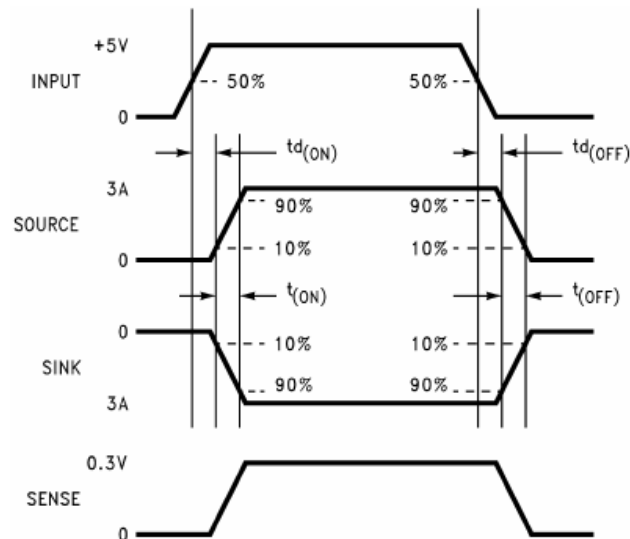 +5V
INPUT
50%
50%
0
td(ON)
td(OFF)
3A
90%
90%
SOURCE
10%
10%
0
t(ON)
t(OFF)
0
10%
10%
SINK
90%
90%
3A
0.3V
SENSE
0